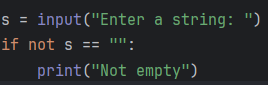 s = input("Enter a string: ")
if not s == "":
    print("Not empty")